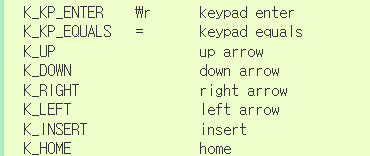 K_KP_ENTER ₩r keypad enter
K_KP_EQUALS = keypad equals
K_UP up arrow
K_DOWN down arrow
K_RIGHT right arrow
K_LEFT left arrow
K_INSERT insert
K_HOME home